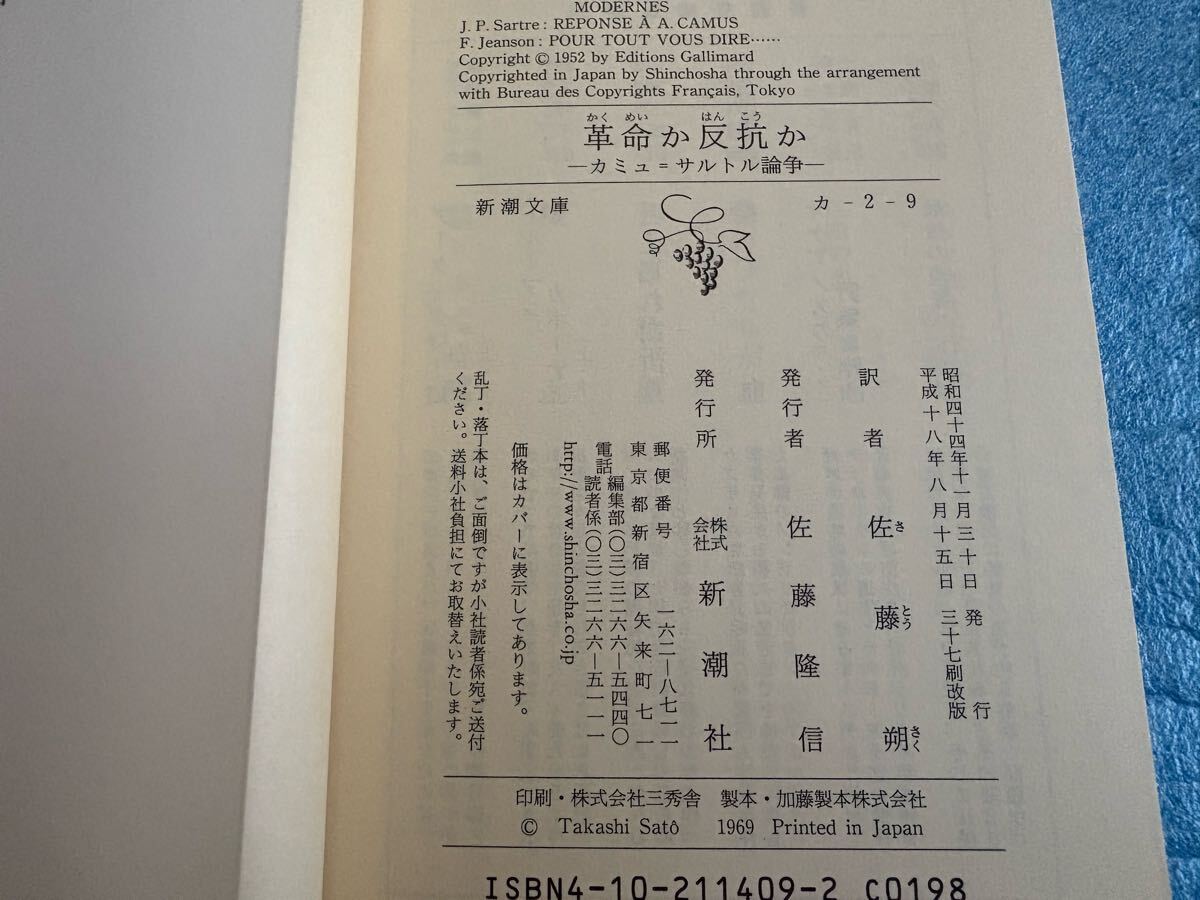 MODERNES
J. P. Sartre : REPONSE À A. CAMUS
F. Jeanson : POUR TOUT VOUS DIRE……
Copyright © 1952 by Editions Gallimard
Copyrighted in Japan by Shinchosha through the arrangement
with Bureau des Copyrights Français, Tokyo
かく めい はん こう
革命か反抗か
—カミュ＝サルトル論争—
新潮文庫 カ - 2 - 9
昭和四十四年十一月三十日 発行
平成十八年八月十五日 三十七刷改版
訳者 佐藤朔
さ とう さく
発行者 佐藤隆信
発行所 株式会社 新潮社
郵便番号 一六二—八七一一
東京都新宿区矢来町七一
電話 編集部(〇三)三二六六—五四四〇
読者係(〇三)三二六六—五一一一
http://www.shinchosha.co.jp
価格はカバーに表示してあります。
乱丁・落丁本は、ご面倒ですが小社読者係宛ご送付
ください。送料小社負担にてお取替えいたします。
印刷・株式会社三秀舎 製本・加藤製本株式会社
© Takashi Satô 1969 Printed in Japan
ISBN4-10-211409-2 C0198